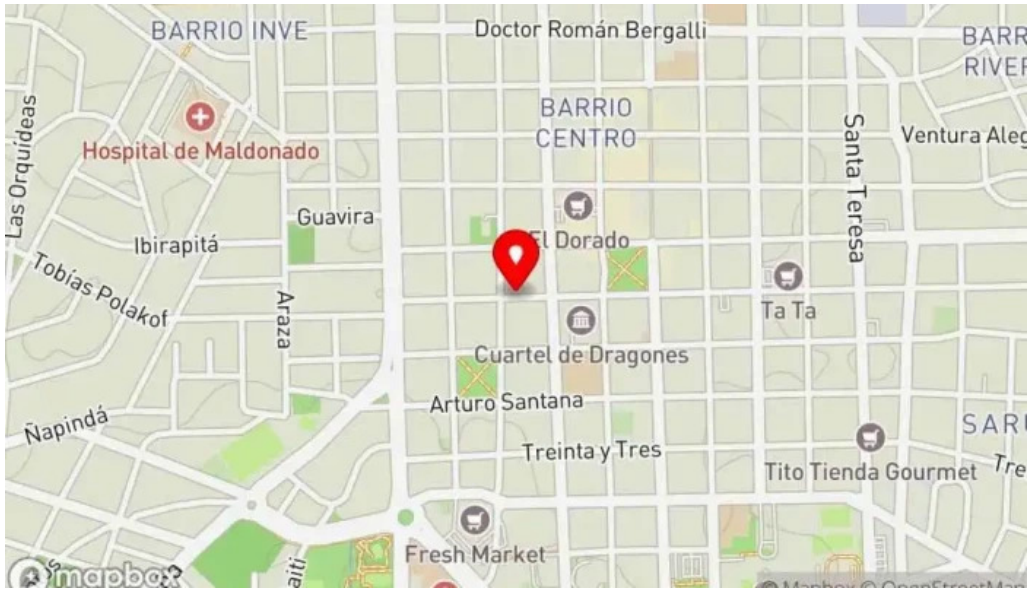 BARRIO INVE
Doctor Román Bergalli
BARR
RIVER
BARRIO
CENTRO
Las Orquídeas
Hospital de Maldonado
Santa Teresa
Ventura Aleg
Guavira
Ibirapitá
El Dorado
Tobías Polakof
Araza
Ta Ta
Cuartel de Dragones
Arturo Santana
Ñapindá
SARU
Treinta y Tres
Tito Tienda Gourmet
Tre
Fresh Market
aiti
mapbox
© Mapbox © OpenStreetMap